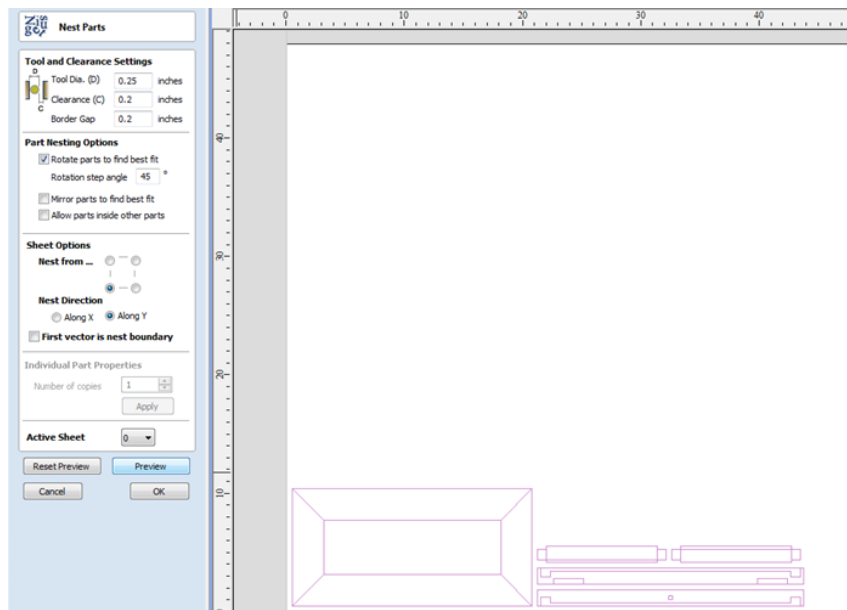 Nest Parts
Tool and Clearance Settings
D
Tool Dia. (D) 0.25 inches
Clearance (C) 0.2 inches
C
Border Gap 0.2 inches
Part Nesting Options
Rotate parts to find best fit
Rotation step angle 45 °
Mirror parts to find best fit
Allow parts inside other parts
Sheet Options
Nest from ...
Nest Direction
Along X Along Y
First vector is nest boundary
Individual Part Properties
Number of copies 1
Apply
Active Sheet 0
Reset Preview Preview
Cancel OK
0 10 20 30 40
40
30
20
10